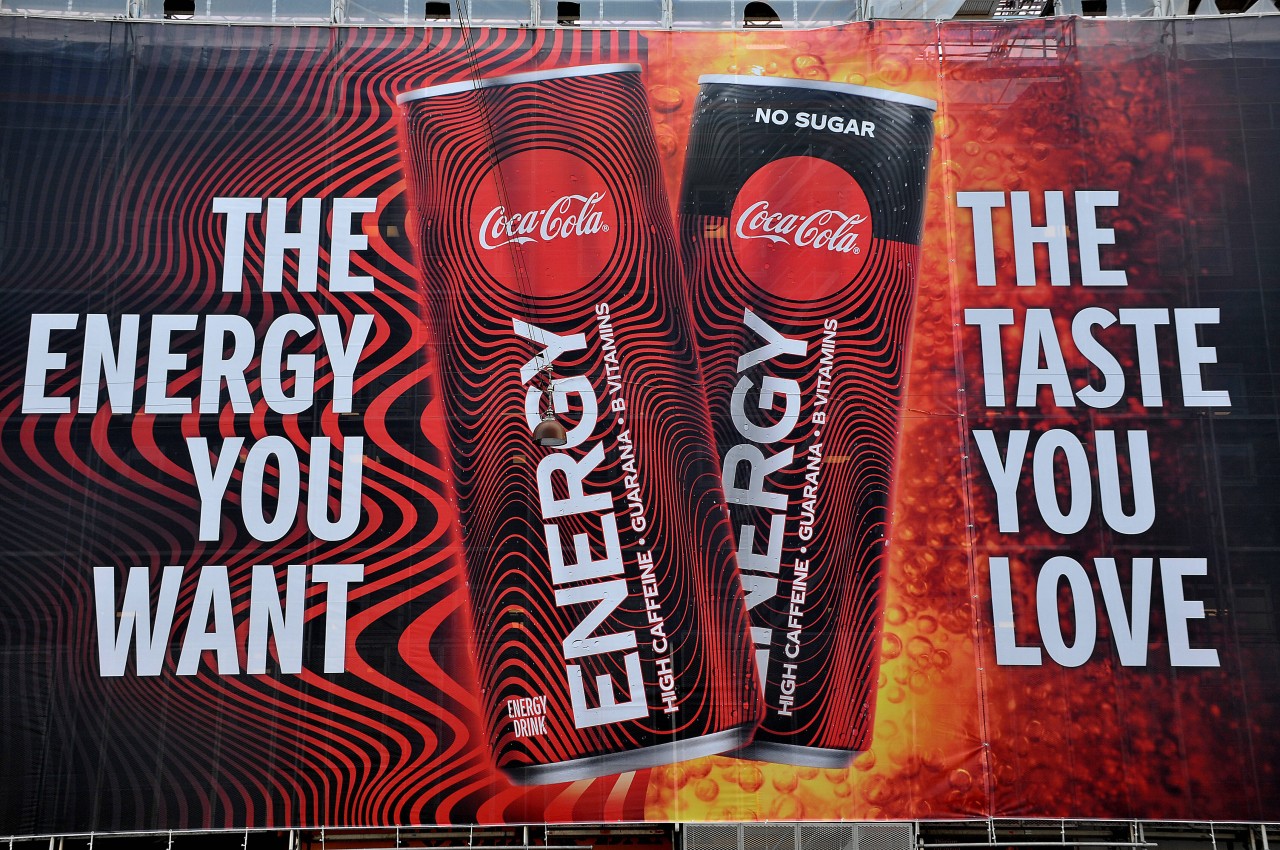 THE
ENERGY
YOU
WANT
Coca-Cola®
ENERGY
HIGH CAFFEINE • GUARANA • B VITAMINS
ENERGY
DRINK
NO SUGAR
Coca-Cola®
ENERGY
HIGH CAFFEINE • GUARANA • B VITAMINS
THE
TASTE
YOU
LOVE